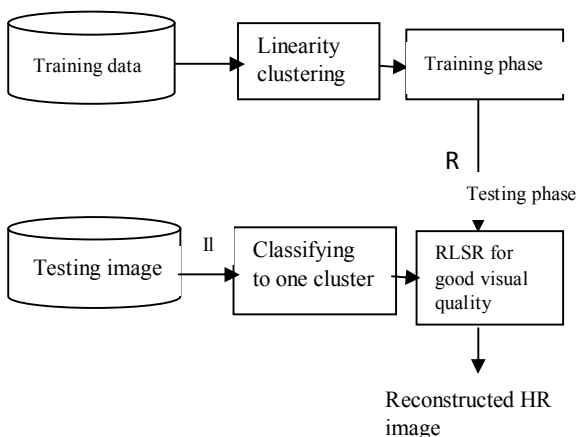 Training data
Linearity
clustering
Training phase
R
Testing phase
Testing image
Il
Classifying
to one cluster
RLSR for
good visual
quality
Reconstructed HR
image